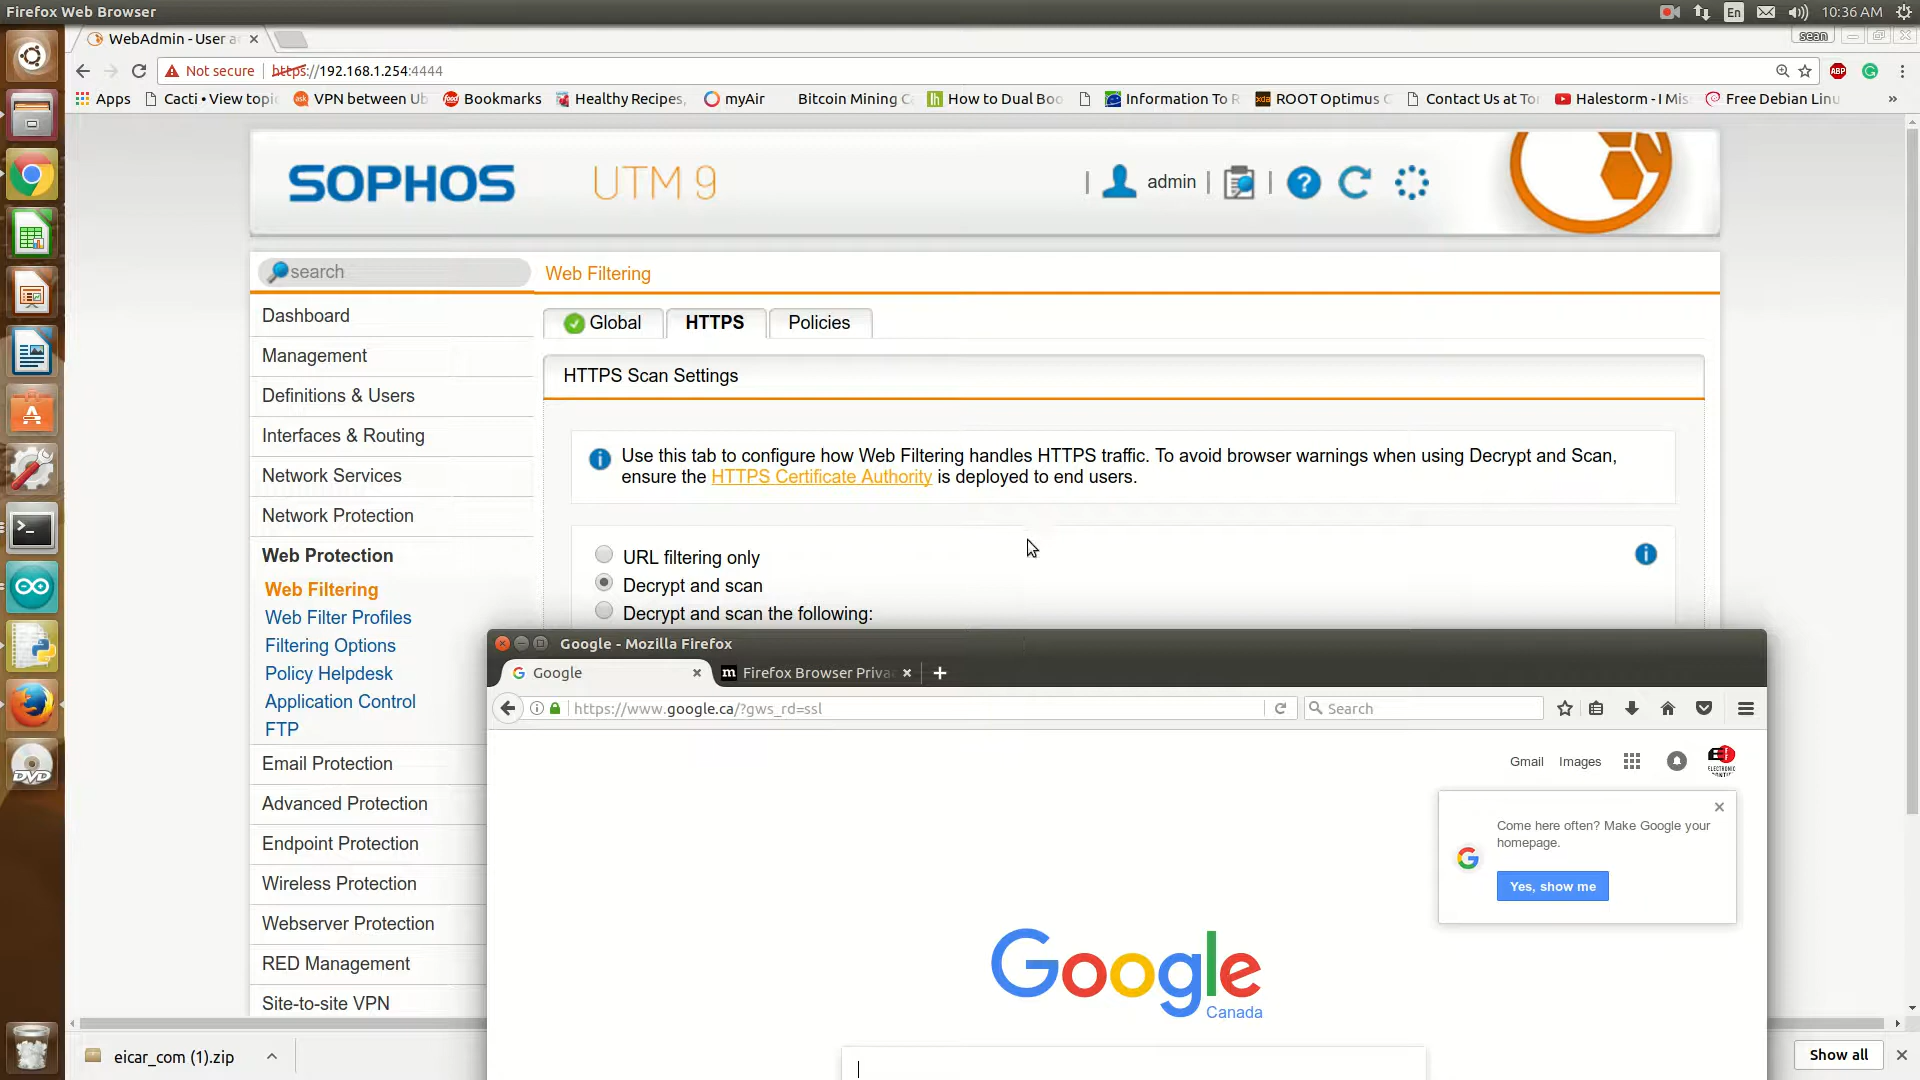 Firefox Web Browser
En
10:36 AM
WebAdmin - User a
sean
Not secure
https://192.168.1.254:4444
ABP
Apps
Cacti • View topi
VPN between Ub
Bookmarks
Healthy Recipes,
myAir
Bitcoin Mining C
How to Dual Boo
Information To R
ROOT Optimus
Contact Us at To
Halestorm - I Mis
Free Debian Linu
»
SOPHOS
UTM 9
admin
search
Web Filtering
Dashboard
Management
Definitions & Users
Interfaces & Routing
Network Services
Network Protection
Web Protection
Web Filtering
Web Filter Profiles
Filtering Options
Policy Helpdesk
Application Control
FTP
Email Protection
Advanced Protection
Endpoint Protection
Wireless Protection
Webserver Protection
RED Management
Site-to-site VPN
Global
HTTPS
Policies
HTTPS Scan Settings
Use this tab to configure how Web Filtering handles HTTPS traffic. To avoid browser warnings when using Decrypt and Scan,
ensure the HTTPS Certificate Authority is deployed to end users.
URL filtering only
Decrypt and scan
Decrypt and scan the following:
Google - Mozilla Firefox
Google
Firefox Browser Priva
https://www.google.ca/?gws_rd=ssl
Search
Gmail
Images
Come here often? Make Google your
homepage.
Yes, show me
Google
Canada
DVD
eicar_com (1).zip
Show all